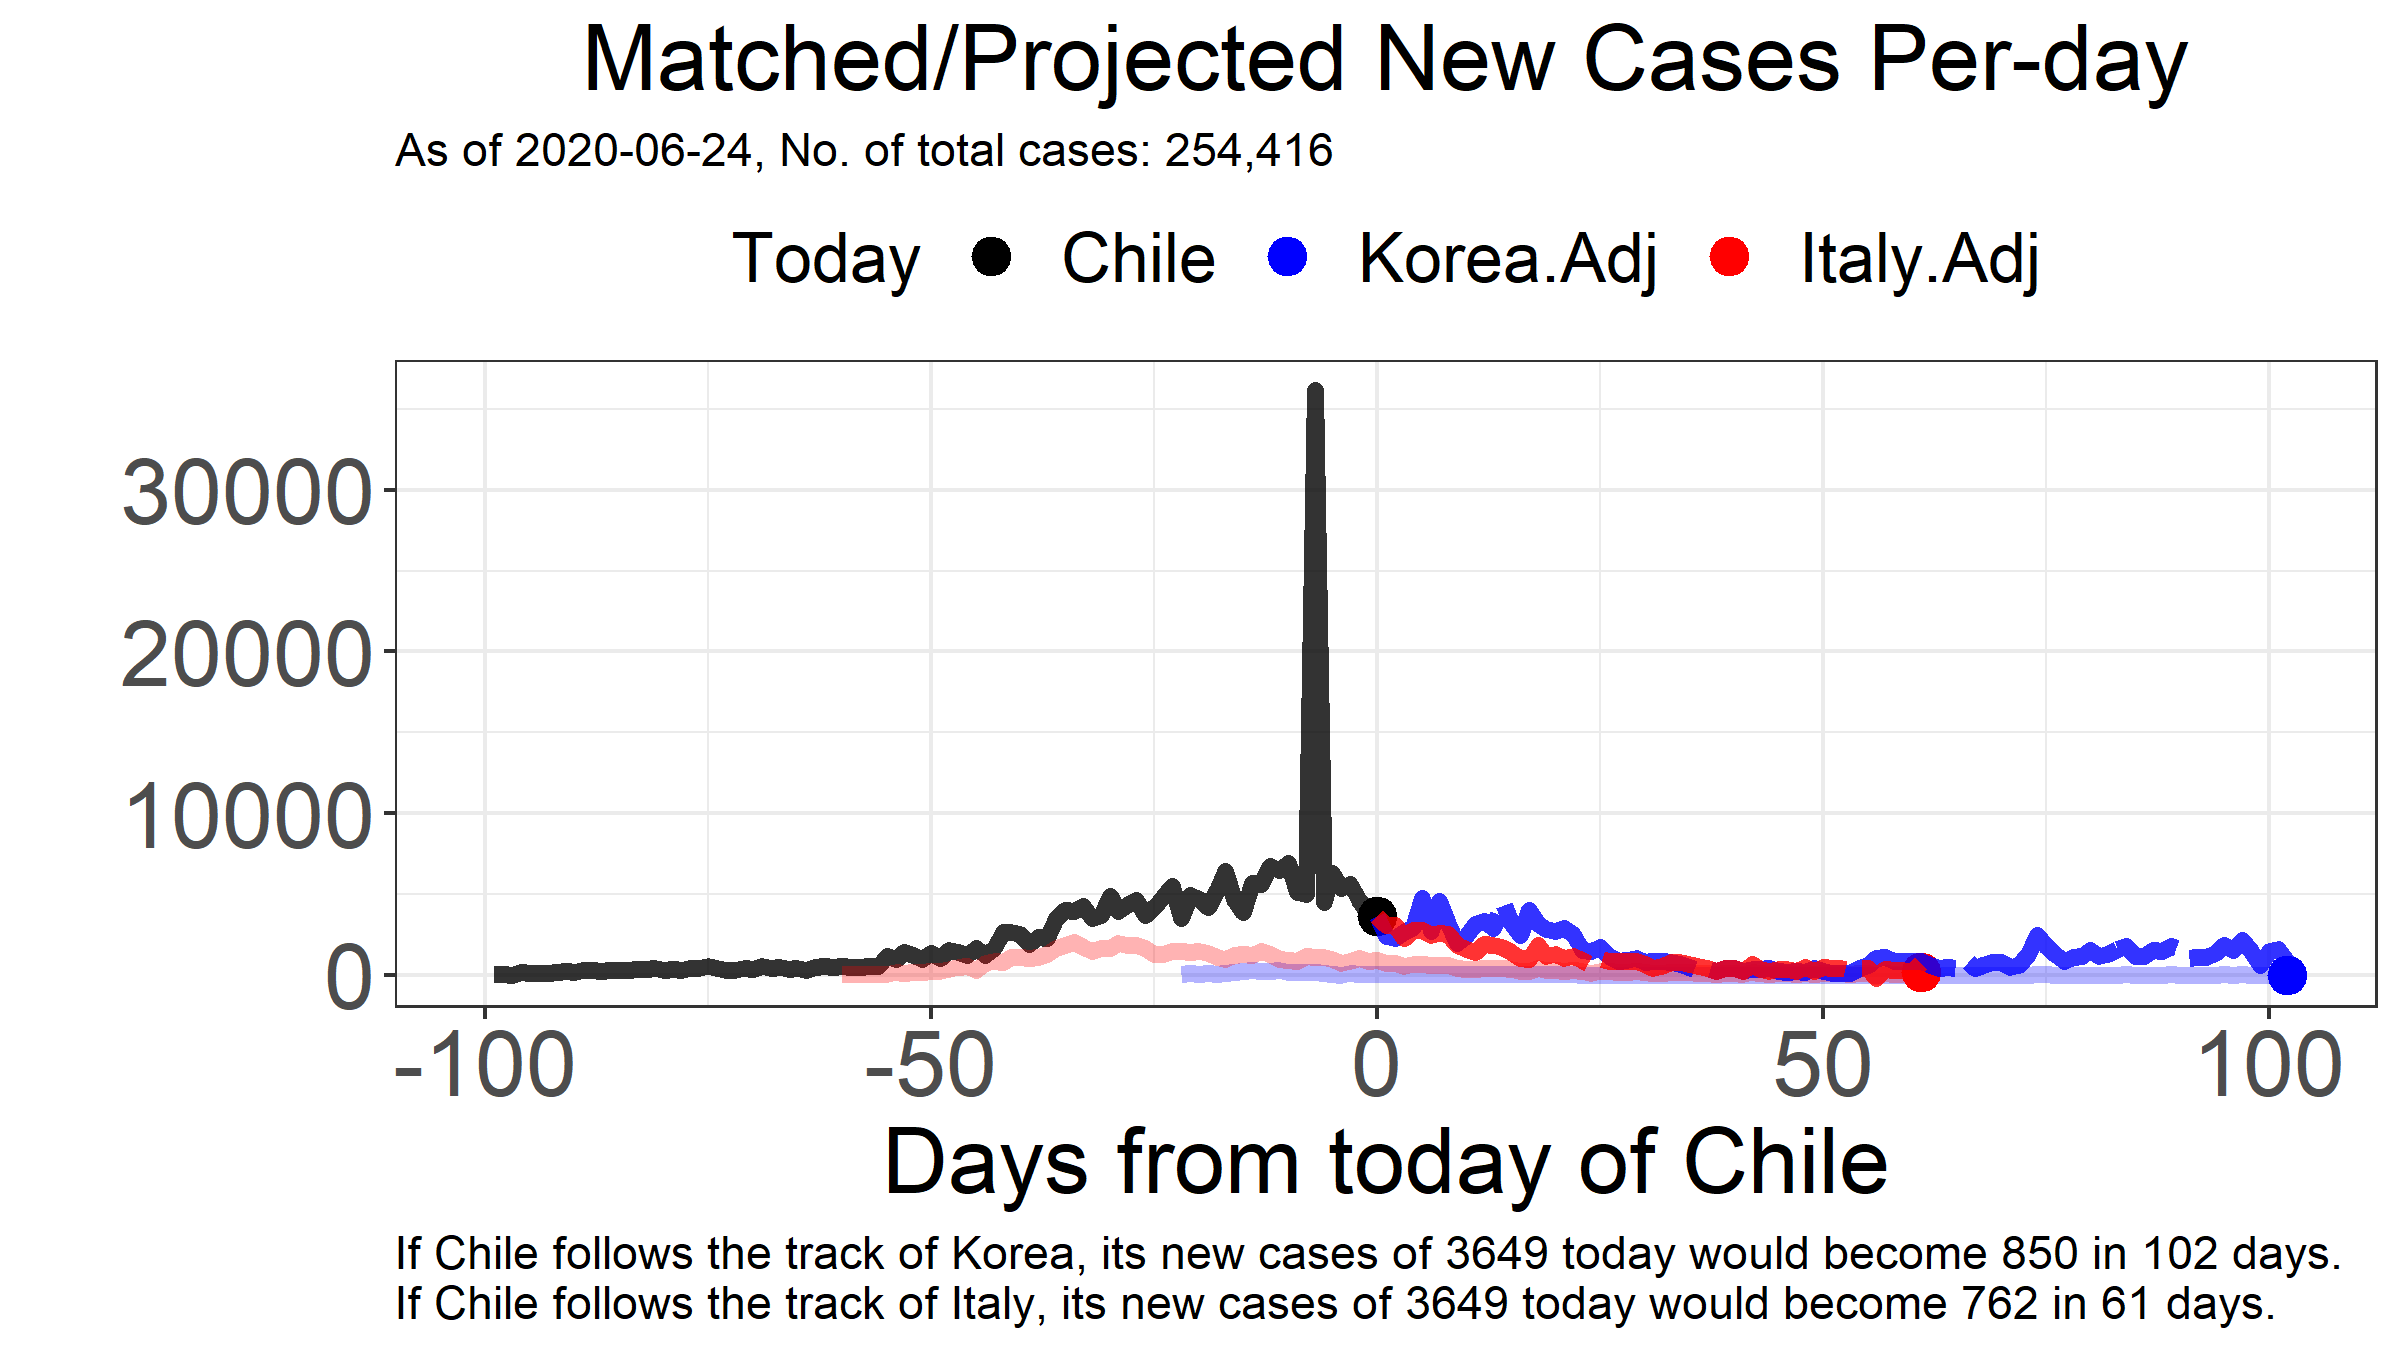 Matched/Projected New Cases Per-day
As of 2020-06-24, No. of total cases: 254,416
Today Chile Korea.Adj Italy.Adj
30000
20000
10000
0
-100 -50 0 50 100
Days from today of Chile
If Chile follows the track of Korea, its new cases of 3649 today would become 850 in 102 days.
If Chile follows the track of Italy, its new cases of 3649 today would become 762 in 61 days.